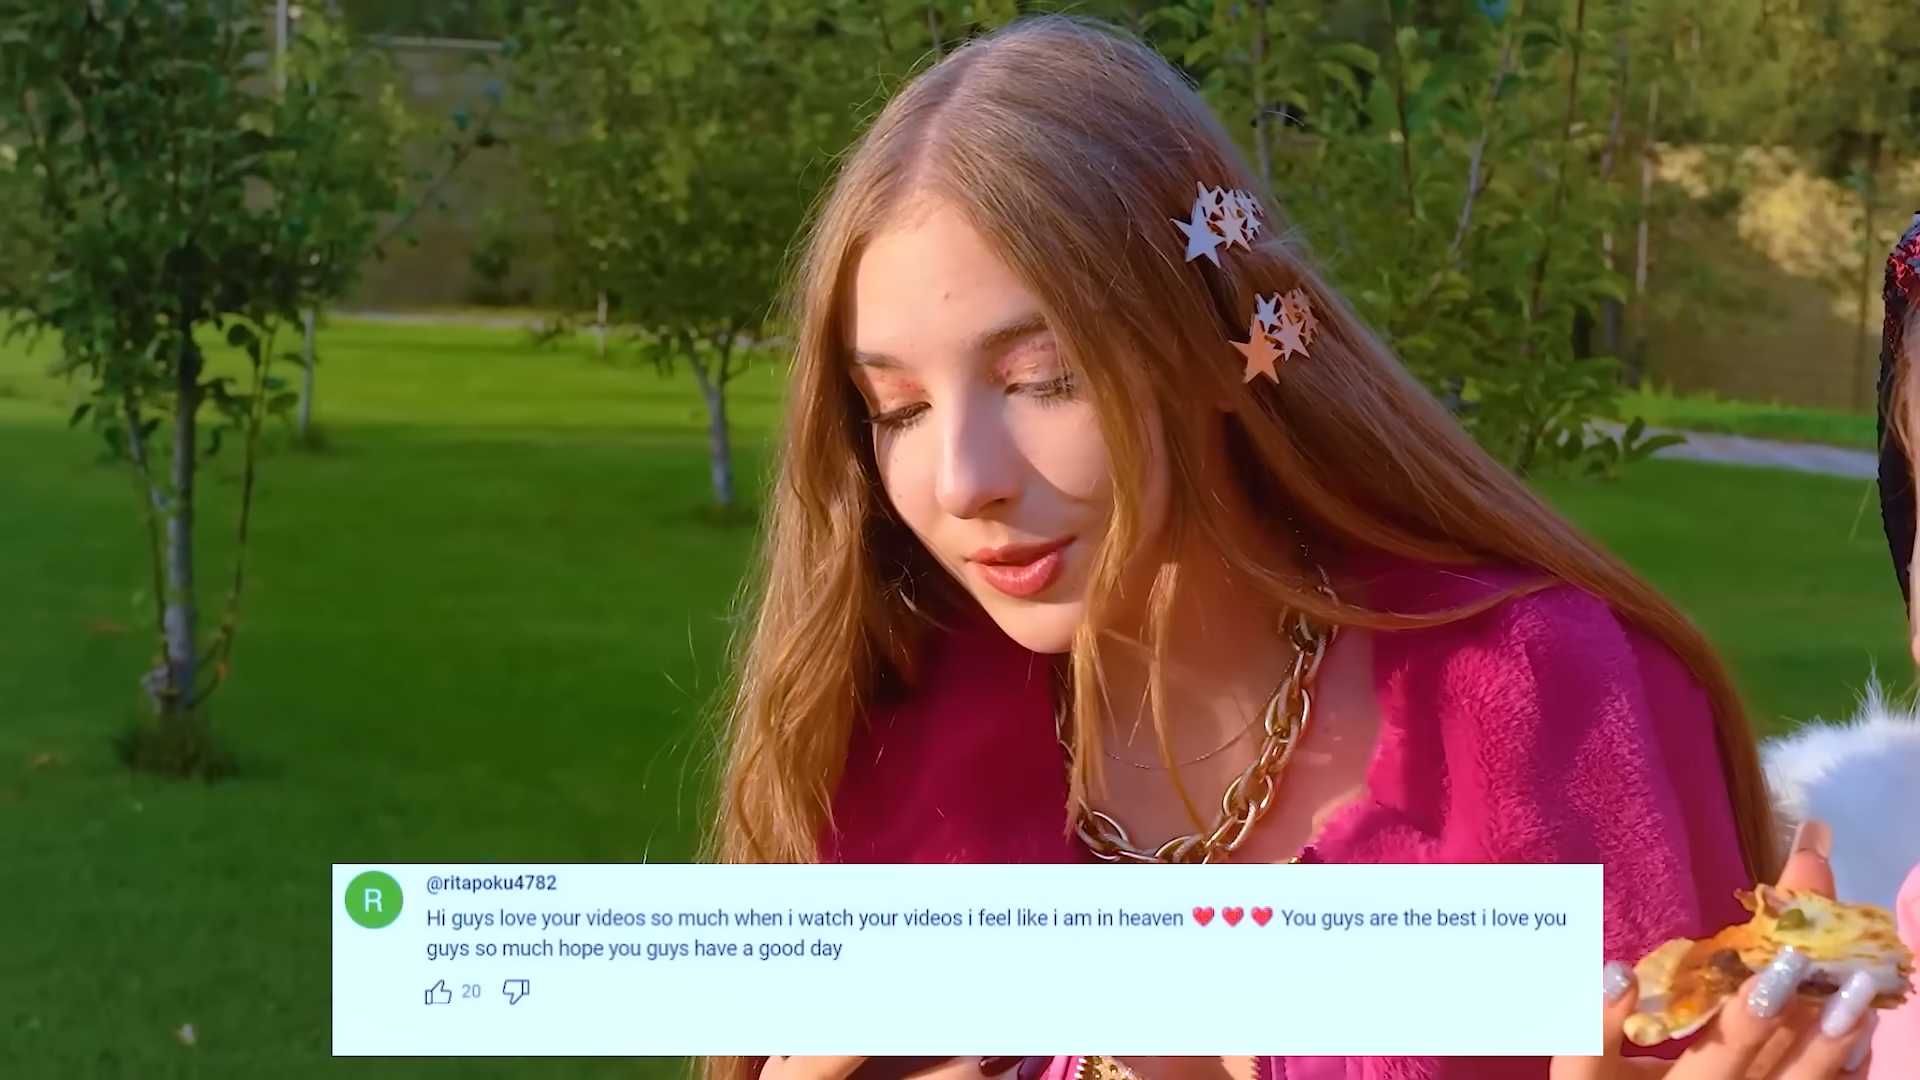 R
@ritapoku4782
Hi guys love your videos so much when i watch your videos i feel like i am in heaven ❤️ ❤️ ❤️ You guys are the best i love you
guys so much hope you guys have a good day
20